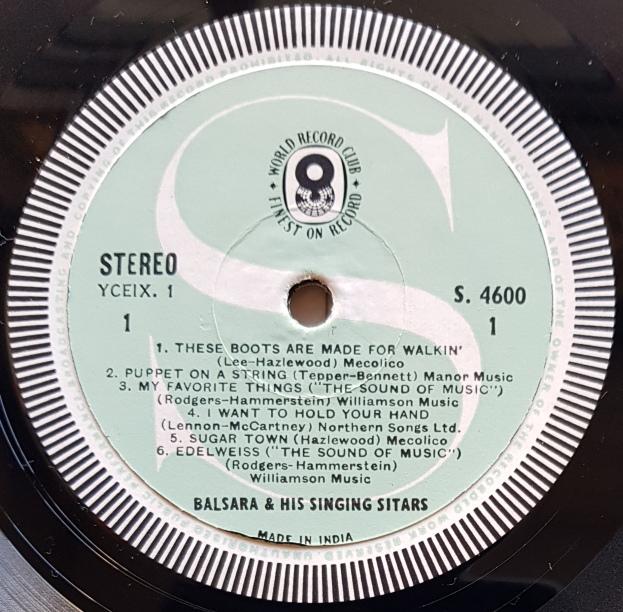 WORLD RECORD CLUB
FINEST ON RECORD
STEREO
YCEIX. 1
S. 4600
1
1
1. THESE BOOTS ARE MADE FOR WALKIN'
(Lee-Hazlewood) Mecolico
2. PUPPET ON A STRING (Tepper-Bennett) Manor Music
3. MY FAVORITE THINGS ("THE SOUND OF MUSIC")
(Rodgers-Hammerstein) Williamson Music
4. I WANT TO HOLD YOUR HAND
(Lennon-McCartney) Northern Songs Ltd.
5. SUGAR TOWN (Hazlewood) Mecolico
6. EDELWEISS ("THE SOUND OF MUSIC")
(Rodgers-Hammerstein)
Williamson Music
BALSARA & HIS SINGING SITARS
MADE IN INDIA